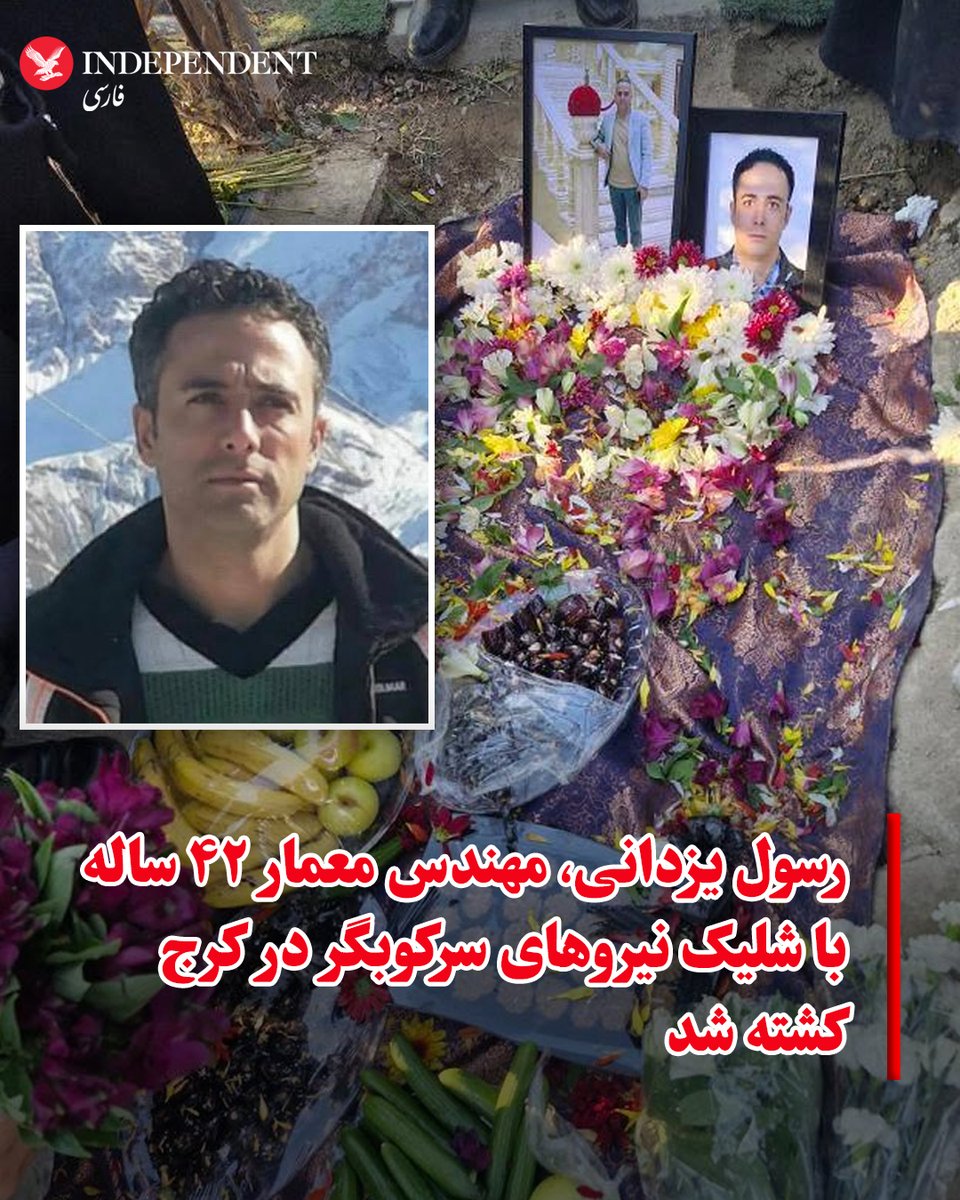 INDEPENDENT
فارسی
رسول یزدانی، مهندس معمار ۴۲ ساله
با شلیک نیروهای سرکوبگر در کرج
کشته شد